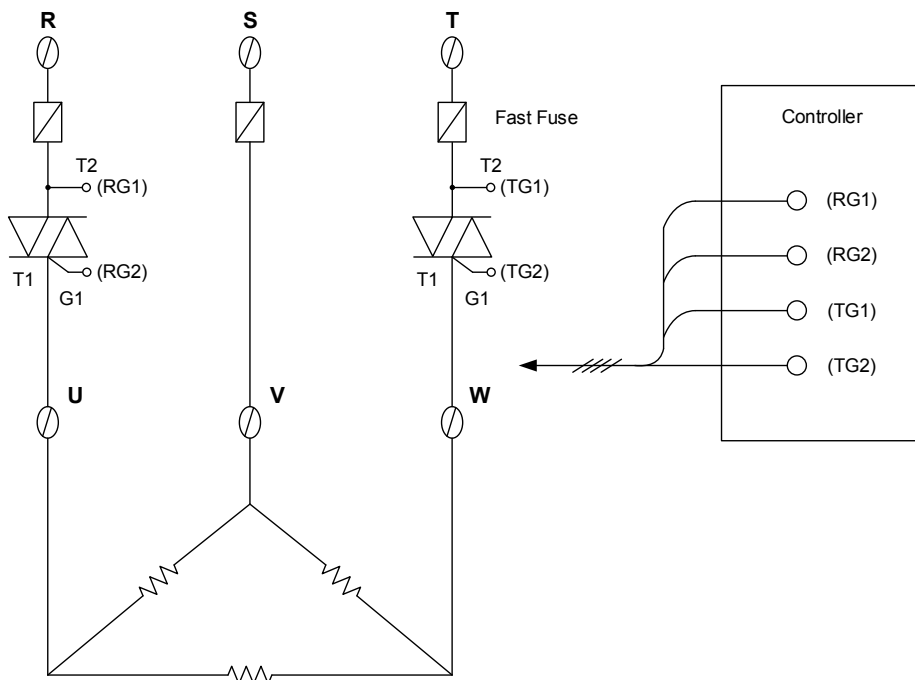 R
S
T
Fast Fuse
Controller
T2
(RG1)
T2
(TG1)
(RG1)
(RG2)
(TG1)
(TG2)
T1
G1
(RG2)
T1
G1
(TG2)
U
V
W